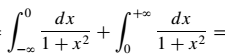 = ∫_{-∞}^{0} dx/(1 + x²) + ∫_{0}^{+∞} dx/(1 + x²) =